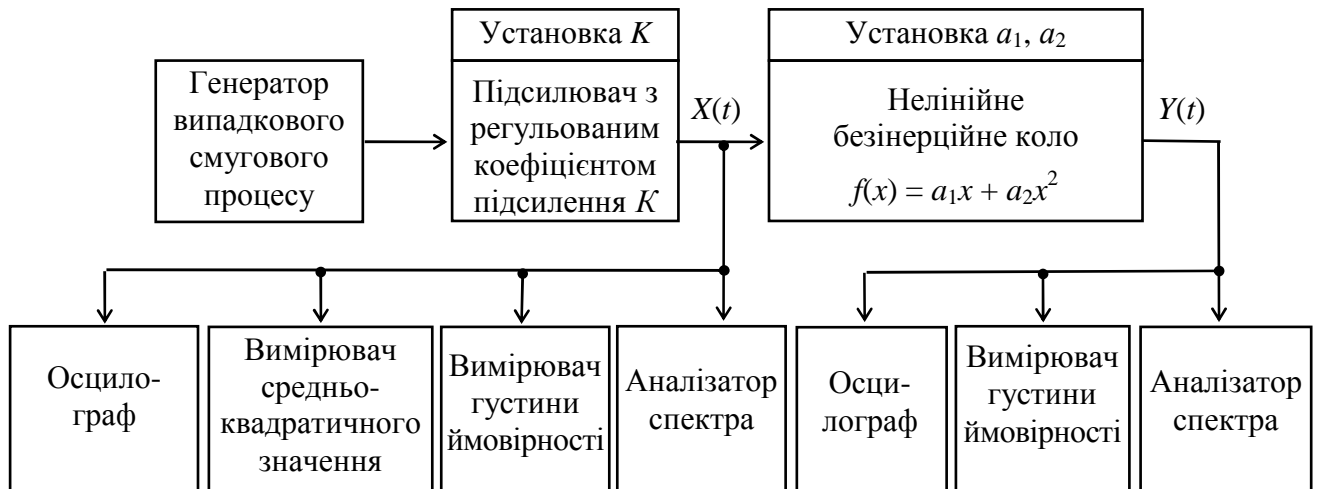 Установка K
Установка a₁, a₂
Генератор
випадкового
смугового
процесу
Підсилювач з
регульованим
коефіцієнтом
підсилення K
X(t)
Нелінійне
безінерційне коло
f(x) = a₁x + a₂x²
Y(t)
Осцило-
граф
Вимірювач
средньо-
квадратичного
значення
Вимірювач
густини
ймовірності
Аналізатор
спектра
Осци-
лограф
Вимірювач
густини
ймовірності
Аналізатор
спектра